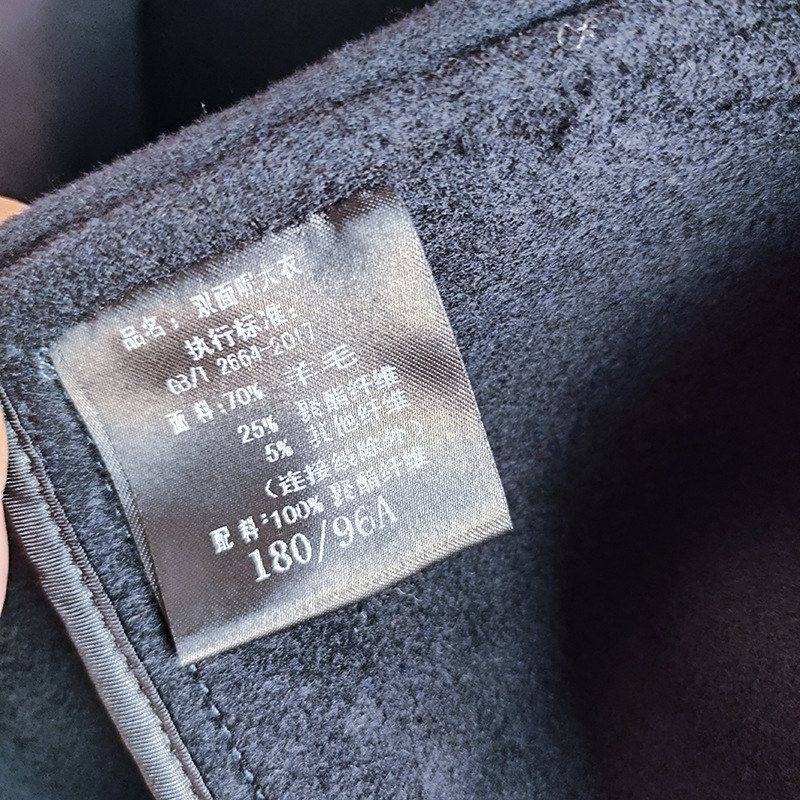 品名：双面呢大衣
执行标准：
GB/T 2664-2017
面料:70% 羊毛
25% 聚酯纤维
5% 其他纤维
（连接线除外）
配料:100%聚酯纤维
180/96A